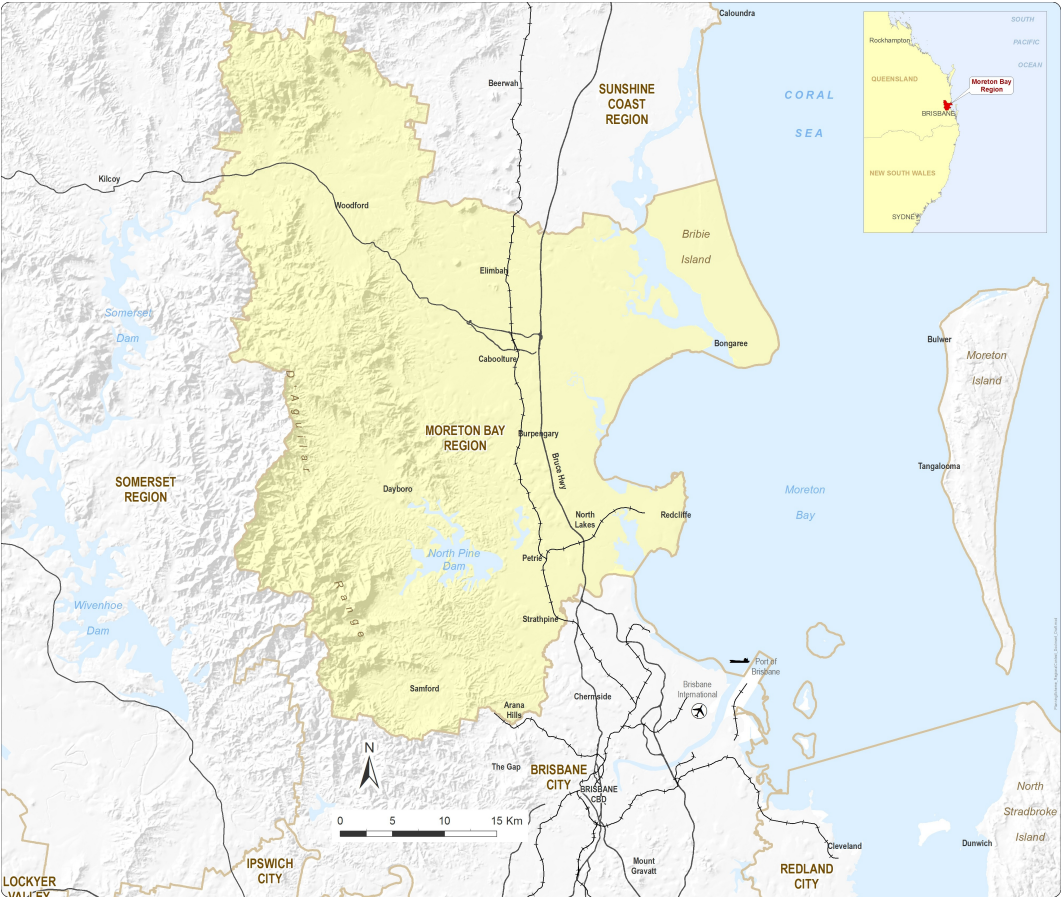 Caloundra
SOUTH
PACIFIC
OCEAN
Rockhampton
QUEENSLAND
Moreton Bay
Region
BRISBANE
NEW SOUTH WALES
SYDNEY
Beerwah
SUNSHINE
COAST
REGION
CORAL
SEA
Kilcoy
Woodford
Bribie
Island
Elimbah
Somerset
Dam
Caboolture
Bongaree
Bulwer
Moreton
Island
D'Aguilar
MORETON BAY
REGION
Burpengary
Bruce Hwy
Tangalooma
SOMERSET
REGION
Dayboro
Moreton
Bay
North
Lakes
Redcliffe
North Pine
Dam
Petrie
Range
Wivenhoe
Dam
Strathpine
Port of
Brisbane
Samford
Brisbane
International
Chermside
Arana
Hills
N
The Gap
BRISBANE
CITY
BRISBANE
CBD
North
Stradbroke
Island
0 5 10 15 Km
Dunwich
Cleveland
Mount
Gravatt
IPSWICH
CITY
REDLAND
CITY
LOCKYER
VALLEY